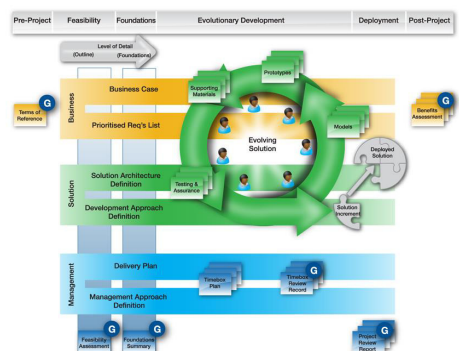 Pre-Project
Feasibility
Foundations
Evolutionary Development
Deployment
Post-Project
Level of Detail
(Outline)
(Foundations)
Business
Business Case
Prioritised Req's List
Terms of
Reference
G
Supporting
Materials
Prototypes
Models
Evolving
Solution
Testing &
Assurance
Benefits
Assessment
G
Deployed
Solution
Solution
Increment
Solution
Solution Architecture
Definition
Development Approach
Definition
Management
Delivery Plan
Management Approach
Definition
Timebox
Plan
Timebox
Review
Record
G
Feasibility
Assessment
G
Foundations
Summary
G
Project
Review
Report
G